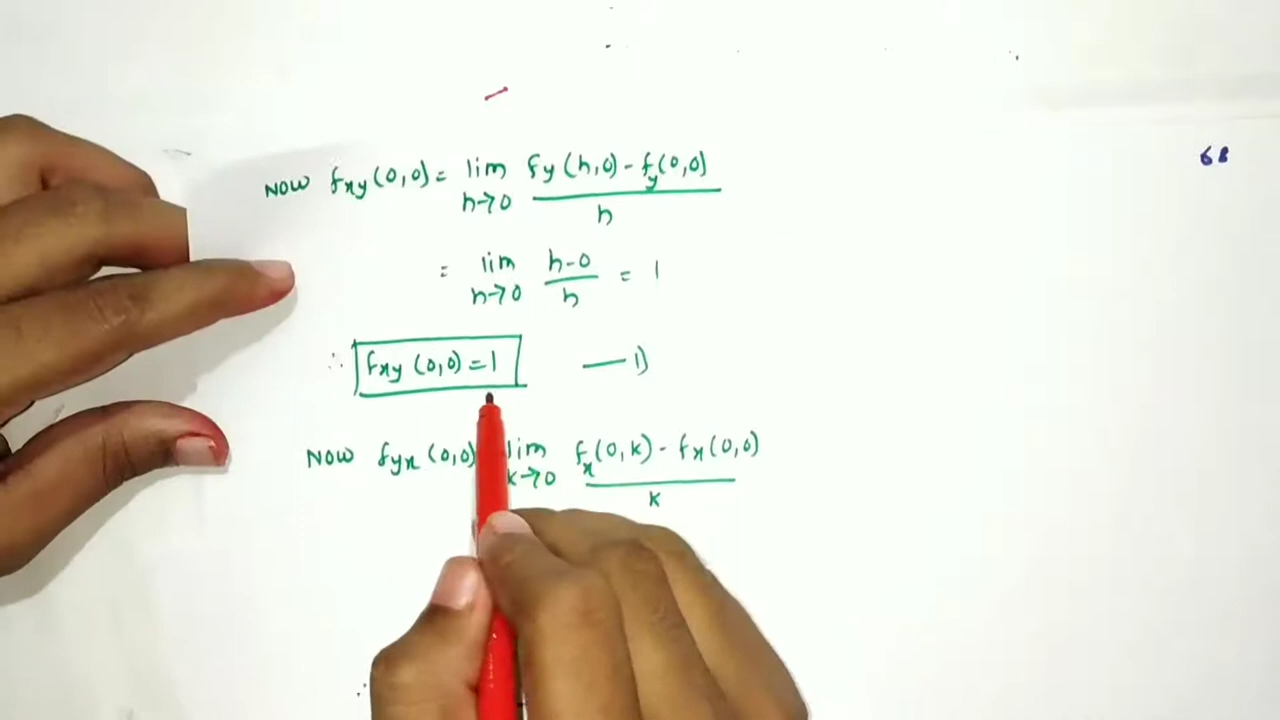 68
Now fxy (0,0) = lim h→0 fy (h,0) - fy (0,0) / h
= lim h→0 h-0 / h = 1
∴ fxy (0,0) = 1 — 1)
Now fyx (0,0) lim k→0 fx (0,k) - fx (0,0) / k
∴